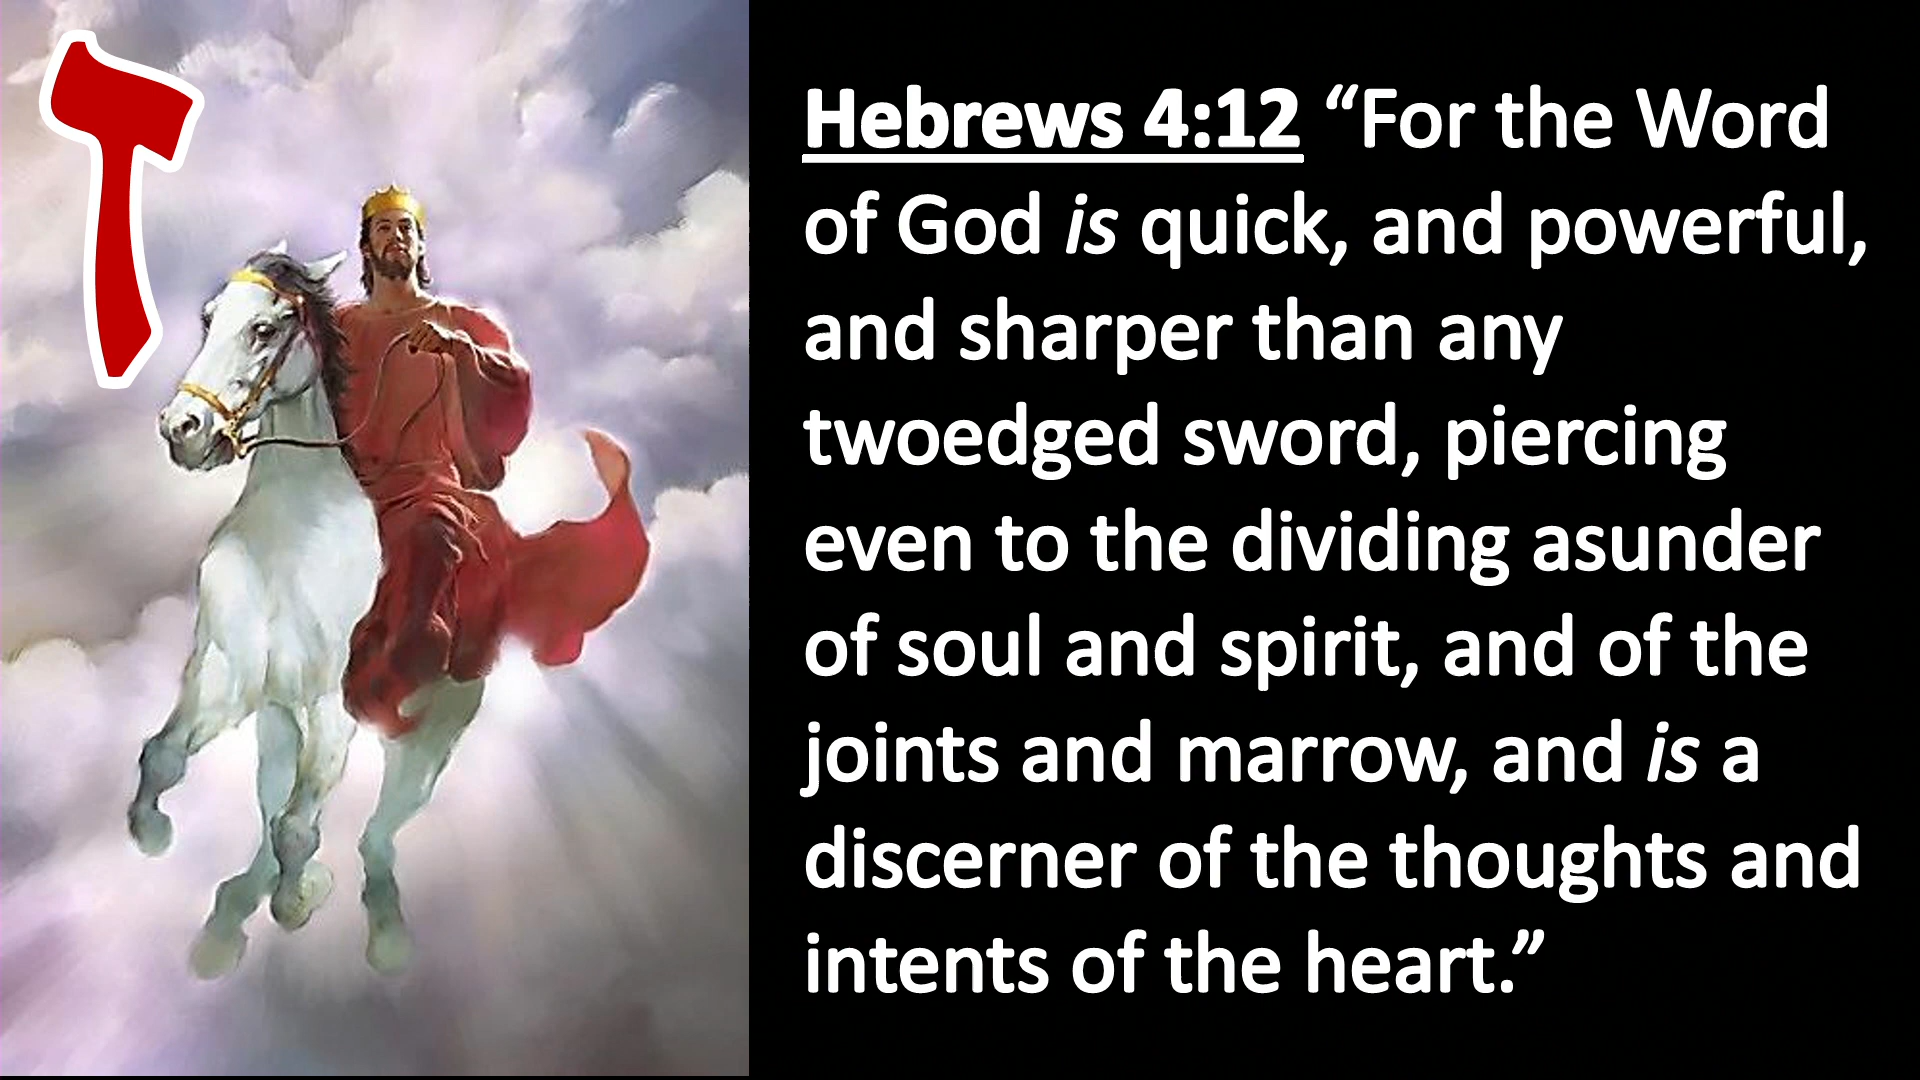 ז
Hebrews 4:12 “For the Word
of God is quick, and powerful,
and sharper than any
twoedged sword, piercing
even to the dividing asunder
of soul and spirit, and of the
joints and marrow, and is a
discerner of the thoughts and
intents of the heart.”